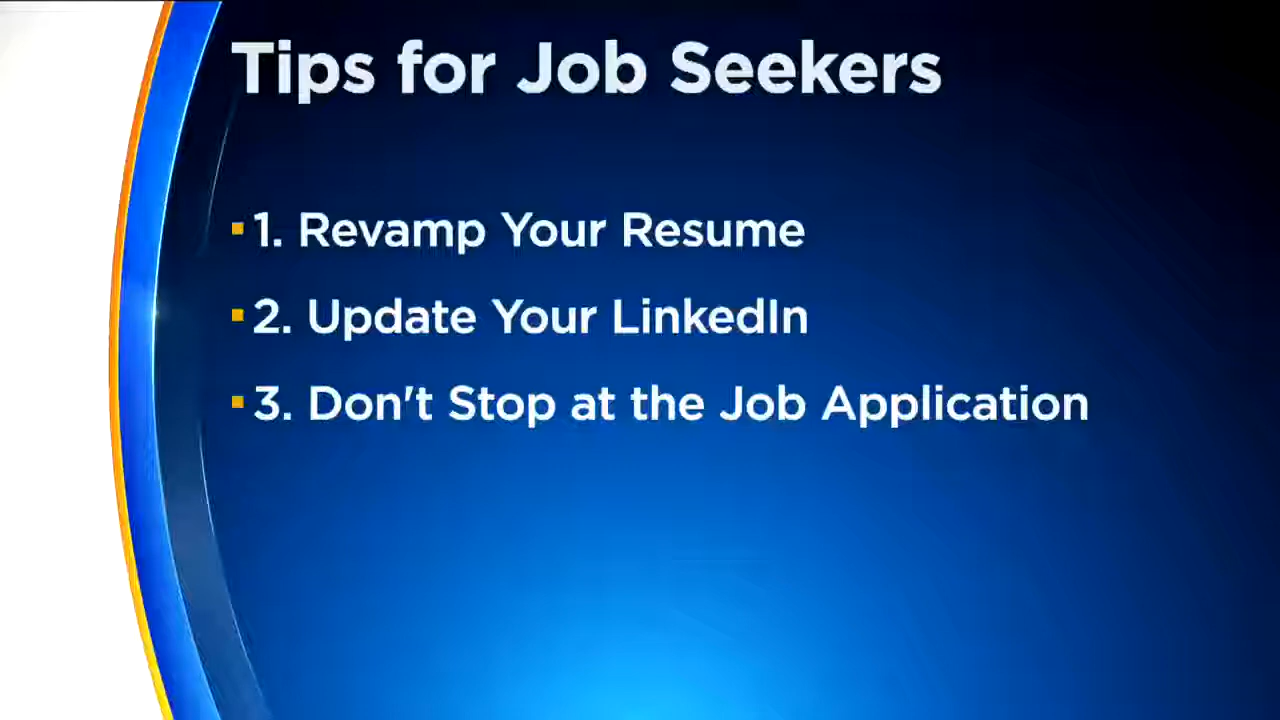 Tips for Job Seekers
1. Revamp Your Resume
2. Update Your LinkedIn
3. Don't Stop at the Job Application